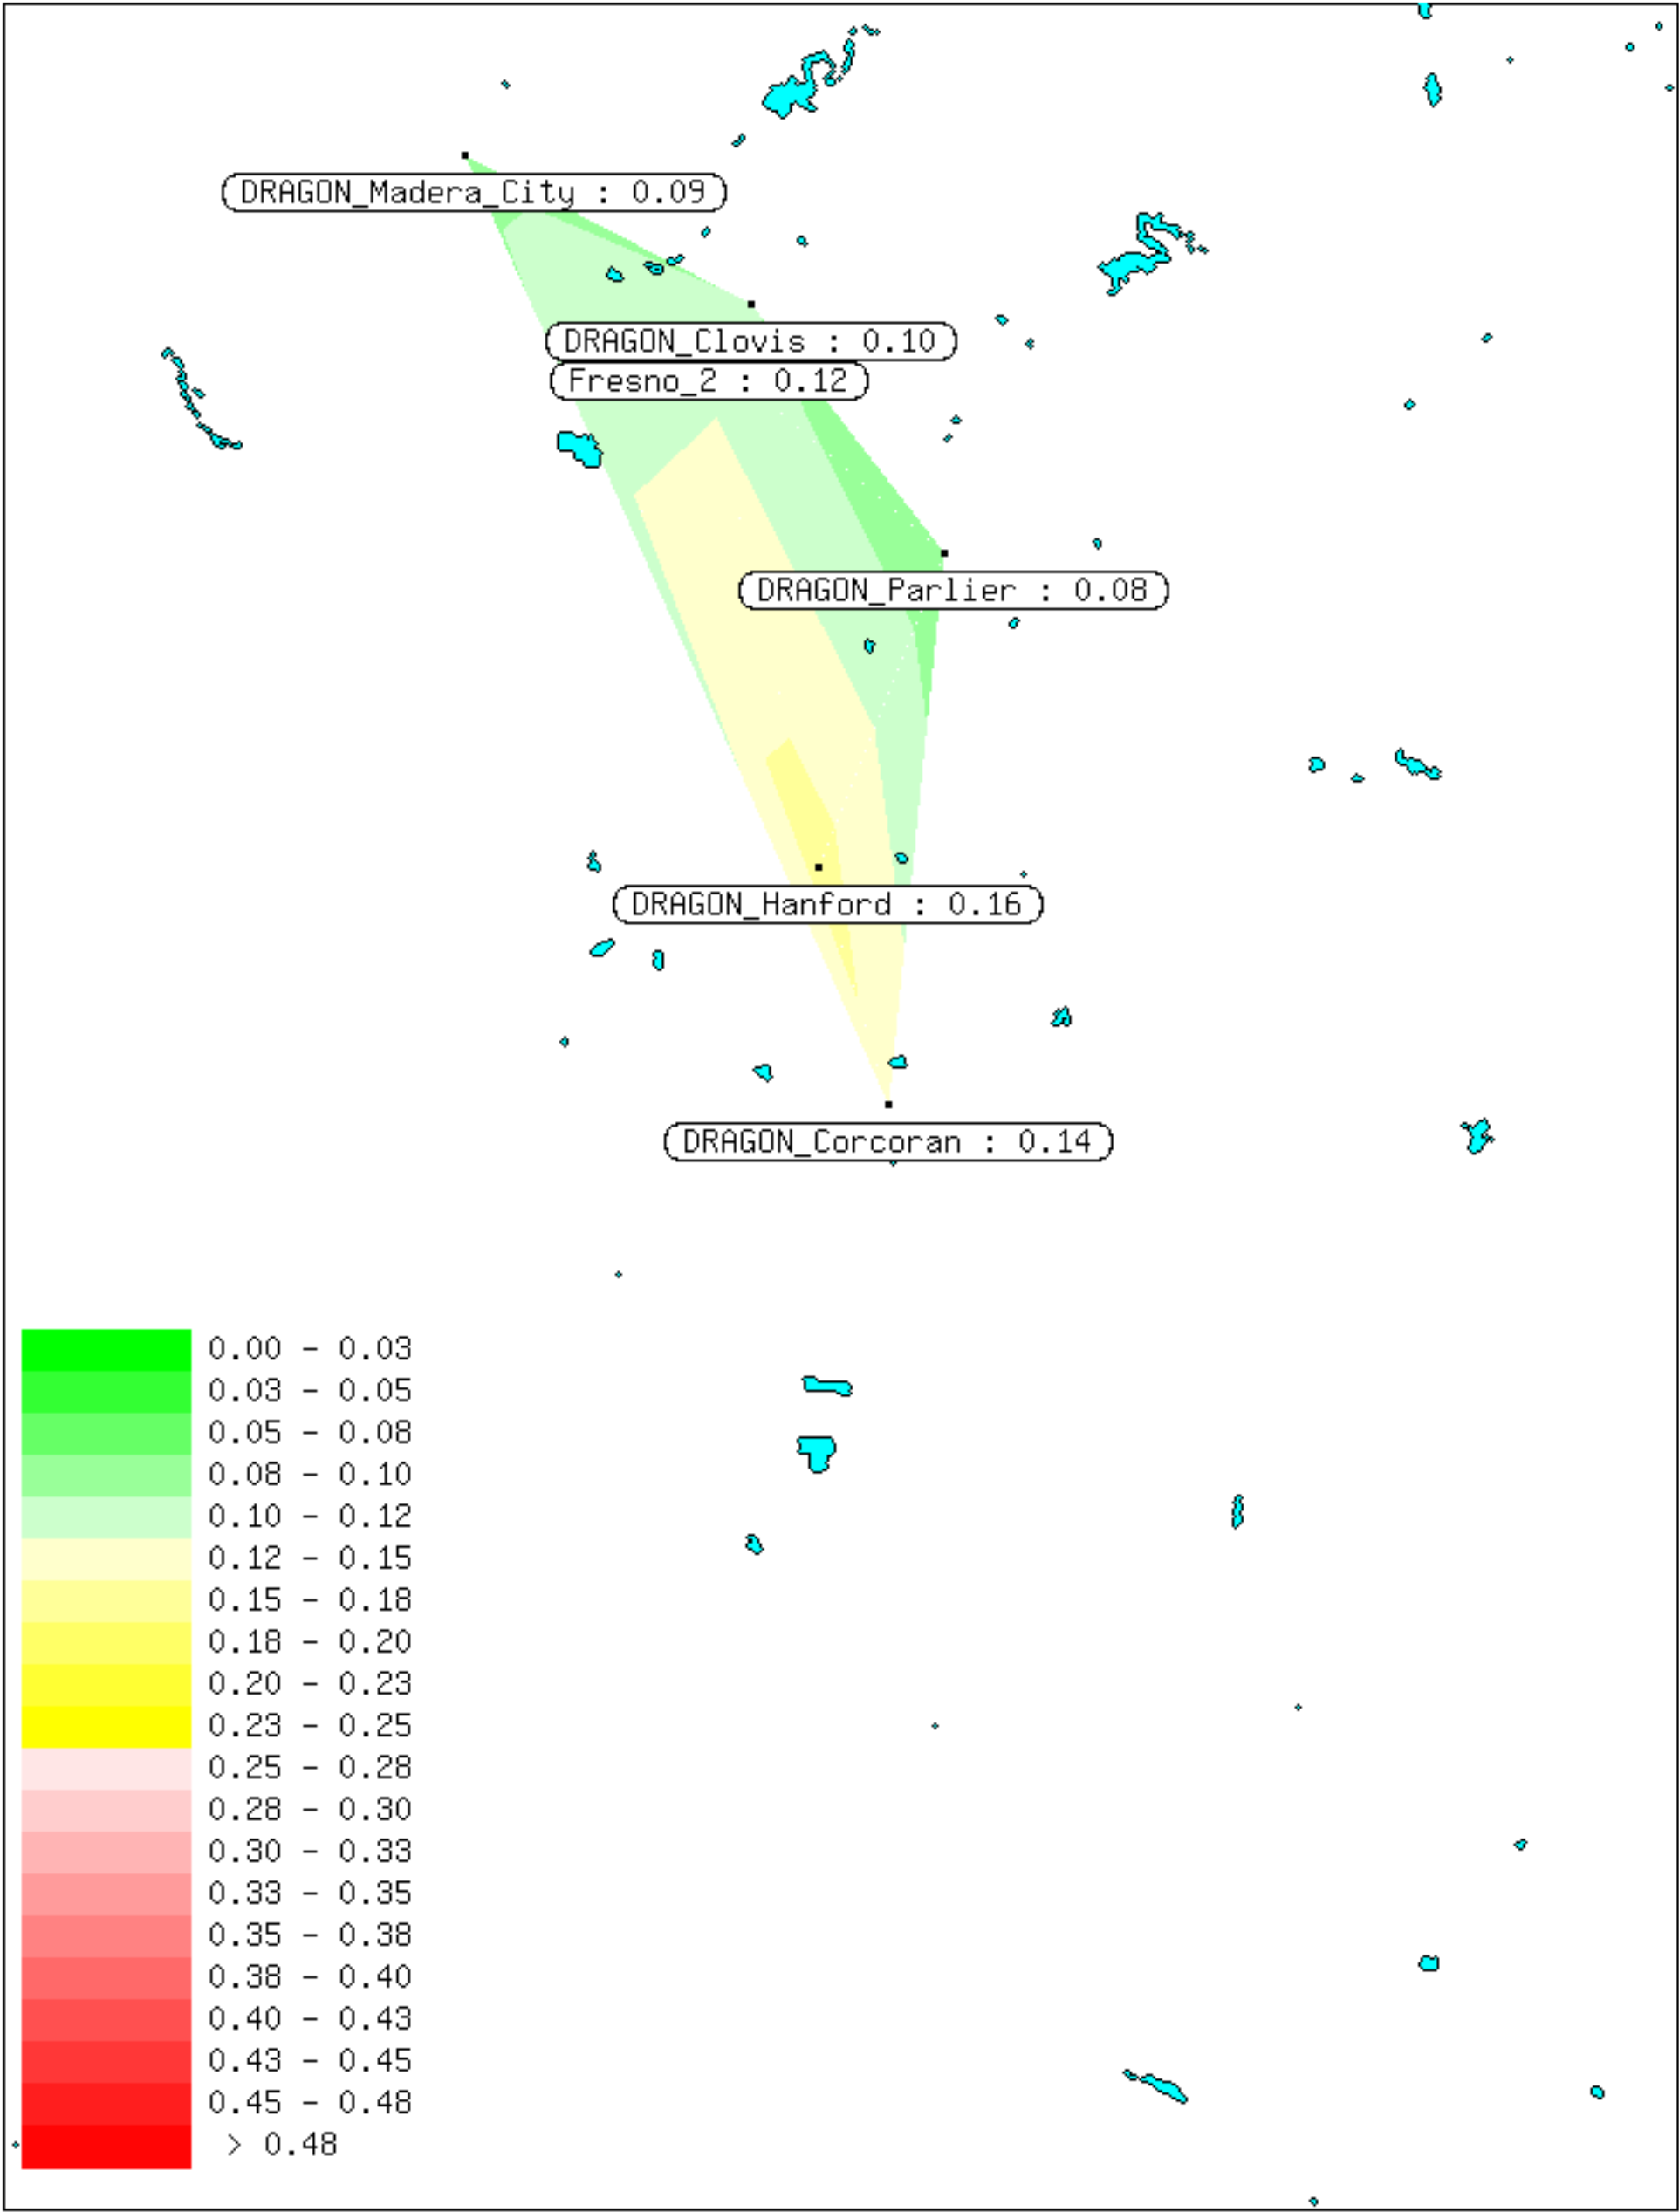 DRAGON_Madera_City : 0.09
DRAGON_Clovis : 0.10
Fresno_2 : 0.12
DRAGON_Parlier : 0.08
DRAGON_Hanford : 0.16
DRAGON_Corcoran : 0.14
0.00 - 0.03
0.03 - 0.05
0.05 - 0.08
0.08 - 0.10
0.10 - 0.12
0.12 - 0.15
0.15 - 0.18
0.18 - 0.20
0.20 - 0.23
0.23 - 0.25
0.25 - 0.28
0.28 - 0.30
0.30 - 0.33
0.33 - 0.35
0.35 - 0.38
0.38 - 0.40
0.40 - 0.43
0.43 - 0.45
0.45 - 0.48
> 0.48